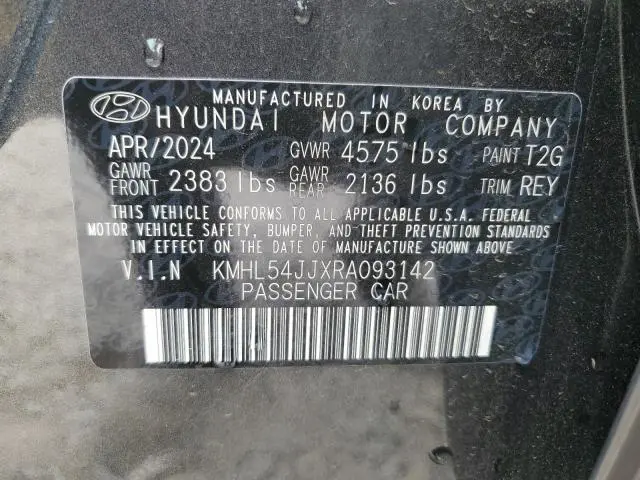 MANUFACTURED IN KOREA BY
HYUNDAI MOTOR COMPANY
APR/2024 GVWR 4575 lbs PAINT T2G
GAWR FRONT 2383 lbs GAWR REAR 2136 lbs TRIM REY
THIS VEHICLE CONFORMS TO ALL APPLICABLE U.S.A. FEDERAL
MOTOR VEHICLE SAFETY, BUMPER, AND THEFT PREVENTION STANDARDS
IN EFFECT ON THE DATE OF MANUFACTURE SHOWN ABOVE.
V.I.N KMHL54JJXRA093142
PASSENGER CAR